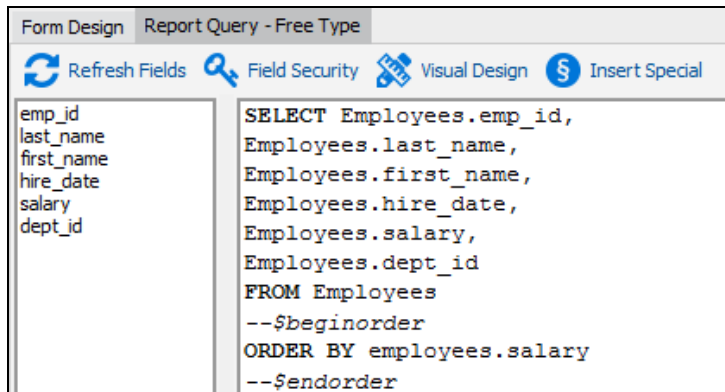 Form Design Report Query - Free Type
Refresh Fields Field Security Visual Design § Insert Special
emp_id
last_name
first_name
hire_date
salary
dept_id
SELECT Employees.emp_id,
Employees.last_name,
Employees.first_name,
Employees.hire_date,
Employees.salary,
Employees.dept_id
FROM Employees
--$beginorder
ORDER BY employees.salary
--$endorder